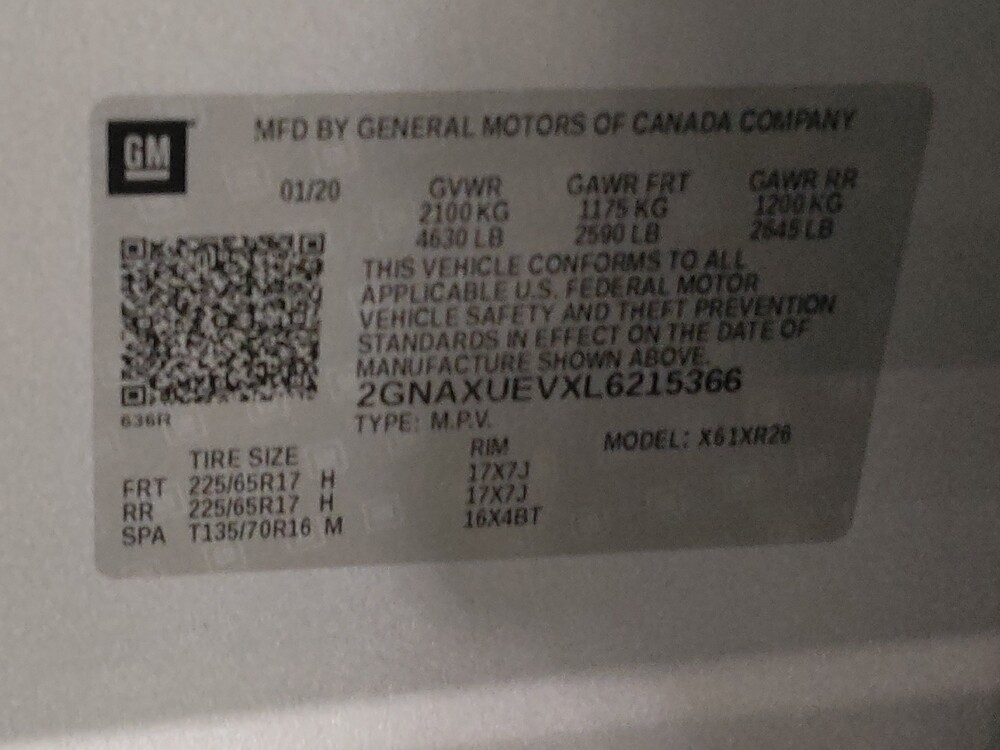 GM
MFD BY GENERAL MOTORS OF CANADA COMPANY
01/20 GVWR GAWR FRT GAWR RR
2100 KG 1175 KG 1200 KG
4630 LB 2590 LB 2645 LB
THIS VEHICLE CONFORMS TO ALL
APPLICABLE U.S. FEDERAL MOTOR
VEHICLE SAFETY AND THEFT PREVENTION
STANDARDS IN EFFECT ON THE DATE OF
MANUFACTURE SHOWN ABOVE.
2GNAXUEVXL6215366
636R
TYPE: M.P.V. MODEL: X61XR26
TIRE SIZE RIM
FRT 225/65R17 H 17X7J
RR 225/65R17 H 17X7J
SPA T135/70R16 M 16X4BT